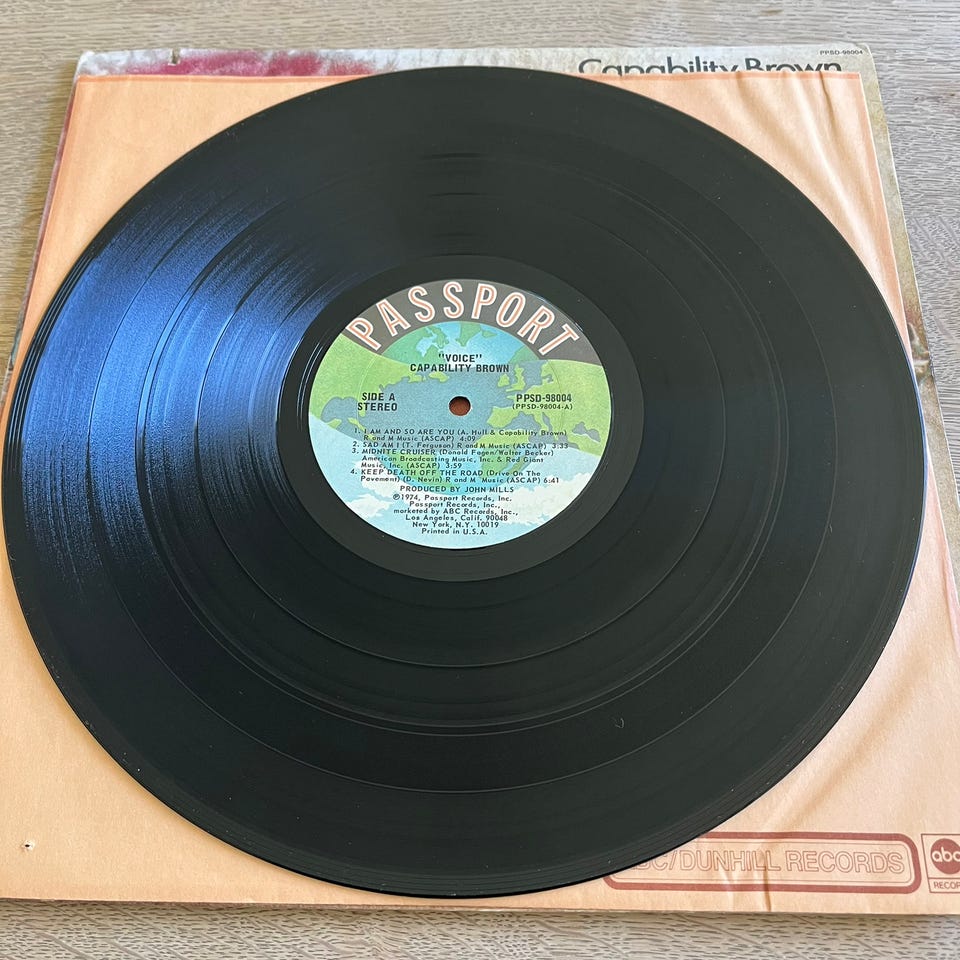 PPSD-98004
Capability Brown
PASSPORT
"VOICE"
CAPABILITY BROWN
SIDE A
STEREO
PPSD-98004
(PPSD-98004-A)
1. I AM AND SO ARE YOU (A. Hull & Capability Brown)
R and M Music (ASCAP) 4:09
2. SAD AM I (T. Ferguson) R and M Music (ASCAP) 3:33
3. MIDNITE CRUISER (Donald Fagen/Walter Becker)
American Broadcasting Music, Inc. & Red Giant
Music, Inc. (ASCAP) 3:59
4. KEEP DEATH OFF THE ROAD (Drive On The
Pavement) (D. Nevin) R and M Music (ASCAP) 6:41
PRODUCED BY JOHN MILLS
℗1974, Passport Records, Inc.
Passport Records, Inc.,
marketed by ABC Records, Inc.,
Los Angeles, Calif. 90048
New York, N.Y. 10019
Printed in U.S.A.
BC/DUNHILL RECORDS
abc
RECOR